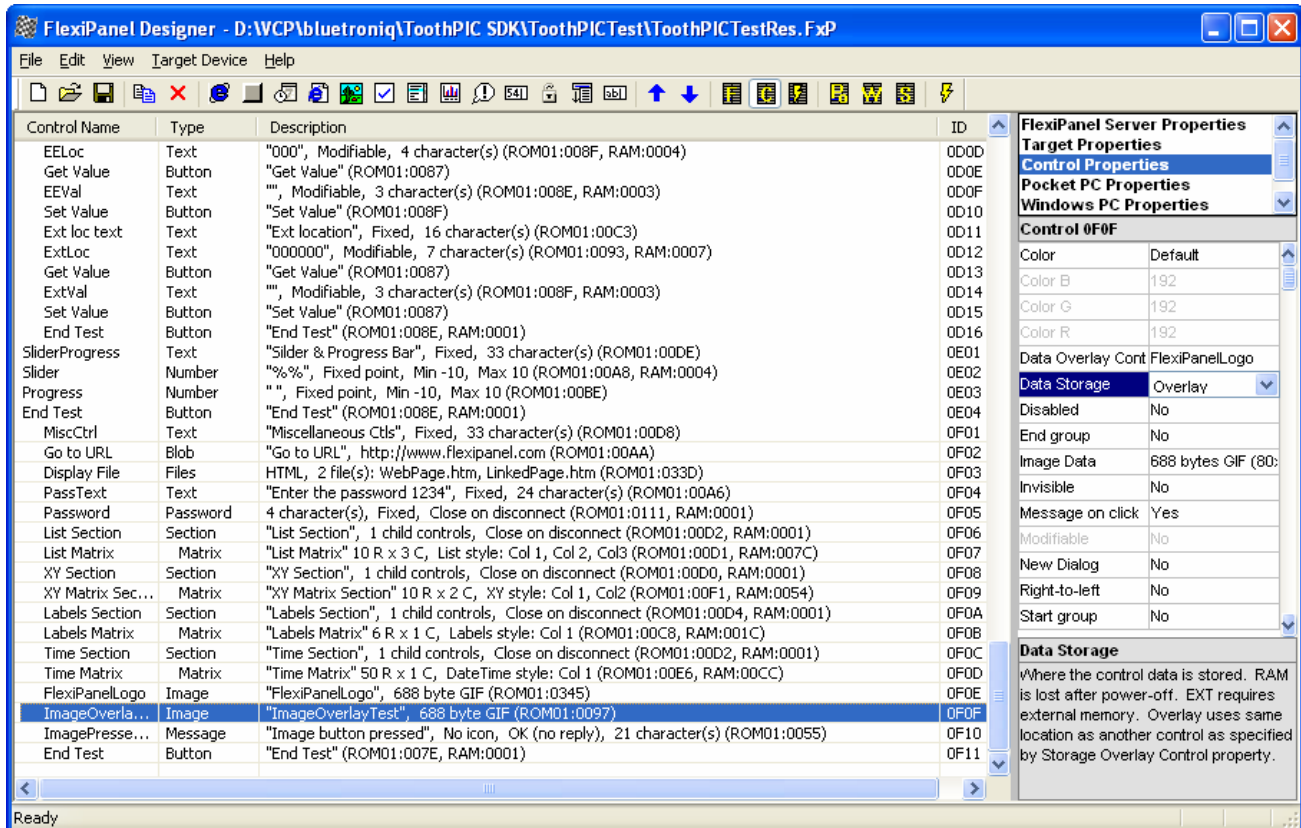 FlexiPanel Designer - D:\WCP\bluetroniq\ToothPIC SDK\ToothPICTest\ToothPICTestRes.FxP
File Edit View Target Device Help
Control Name Type Description ID
EELoc Text "000", Modifiable, 4 character(s) (ROM01:008F, RAM:0004) 0D0D
Get Value Button "Get Value" (ROM01:0087) 0D0E
EEVal Text "", Modifiable, 3 character(s) (ROM01:008E, RAM:0003) 0D0F
Set Value Button "Set Value" (ROM01:008F) 0D10
Ext loc text Text "Ext location", Fixed, 16 character(s) (ROM01:00C3) 0D11
ExtLoc Text "000000", Modifiable, 7 character(s) (ROM01:0093, RAM:0007) 0D12
Get Value Button "Get Value" (ROM01:0087) 0D13
ExtVal Text "", Modifiable, 3 character(s) (ROM01:008F, RAM:0003) 0D14
Set Value Button "Set Value" (ROM01:0087) 0D15
End Test Button "End Test" (ROM01:008E, RAM:0001) 0D16
SliderProgress Text "Silder & Progress Bar", Fixed, 33 character(s) (ROM01:00DE) 0E01
Slider Number "%%", Fixed point, Min -10, Max 10 (ROM01:00A8, RAM:0004) 0E02
Progress Number " ", Fixed point, Min -10, Max 10 (ROM01:00BE) 0E03
End Test Button "End Test" (ROM01:008E, RAM:0001) 0E04
MiscCtrl Text "Miscellaneous Ctls", Fixed, 33 character(s) (ROM01:00D8) 0F01
Go to URL Blob "Go to URL", http://www.flexipanel.com (ROM01:00AA) 0F02
Display File Files HTML, 2 file(s): WebPage.htm, LinkedPage.htm (ROM01:033D) 0F03
PassText Text "Enter the password 1234", Fixed, 24 character(s) (ROM01:00A6) 0F04
Password Password 4 character(s), Fixed, Close on disconnect (ROM01:0111, RAM:0001) 0F05
List Section Section "List Section", 1 child controls, Close on disconnect (ROM01:00D2, RAM:0001) 0F06
List Matrix Matrix "List Matrix" 10 R x 3 C, List style: Col 1, Col 2, Col3 (ROM01:00D1, RAM:007C) 0F07
XY Section Section "XY Section", 1 child controls, Close on disconnect (ROM01:00D0, RAM:0001) 0F08
XY Matrix Sec... Matrix "XY Matrix Section" 10 R x 2 C, XY style: Col 1, Col2 (ROM01:00F1, RAM:0054) 0F09
Labels Section Section "Labels Section", 1 child controls, Close on disconnect (ROM01:00D4, RAM:0001) 0F0A
Labels Matrix Matrix "Labels Matrix" 6 R x 1 C, Labels style: Col 1 (ROM01:00C8, RAM:001C) 0F0B
Time Section Section "Time Section", 1 child controls, Close on disconnect (ROM01:00D2, RAM:0001) 0F0C
Time Matrix Matrix "Time Matrix" 50 R x 1 C, DateTime style: Col 1 (ROM01:00E6, RAM:00CC) 0F0D
FlexiPanelLogo Image "FlexiPanelLogo", 688 byte GIF (ROM01:0345) 0F0E
ImageOverla... Image "ImageOverlayTest", 688 byte GIF (ROM01:0097) 0F0F
ImagePresse... Message "Image button pressed", No icon, OK (no reply), 21 character(s) (ROM01:0055) 0F10
End Test Button "End Test" (ROM01:007E, RAM:0001) 0F11
FlexiPanel Server Properties
Target Properties
Control Properties
Pocket PC Properties
Windows PC Properties
Control 0F0F
Color Default
Color B 192
Color G 192
Color R 192
Data Overlay Cont FlexiPanelLogo
Data Storage Overlay
Disabled No
End group No
Image Data 688 bytes GIF (80:
Invisible No
Message on click Yes
Modifiable No
New Dialog No
Right-to-left No
Start group No
Data Storage
Where the control data is stored. RAM
is lost after power-off. EXT requires
external memory. Overlay uses same
location as another control as specified
by Storage Overlay Control property.
Ready